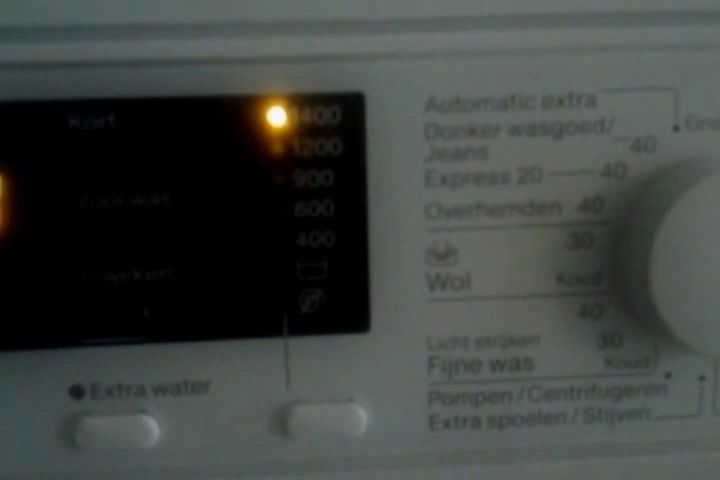 Kort
1400
1200
900
600
400
Extra water
Automatic extra
Donker wasgoed/
Jeans 40
Express 20 40
Overhemden 40
30
Wol Koud
40
Licht strijken 30
Fijne was Koud
Pompen / Centrifugeren
Extra spoelen / Stijven